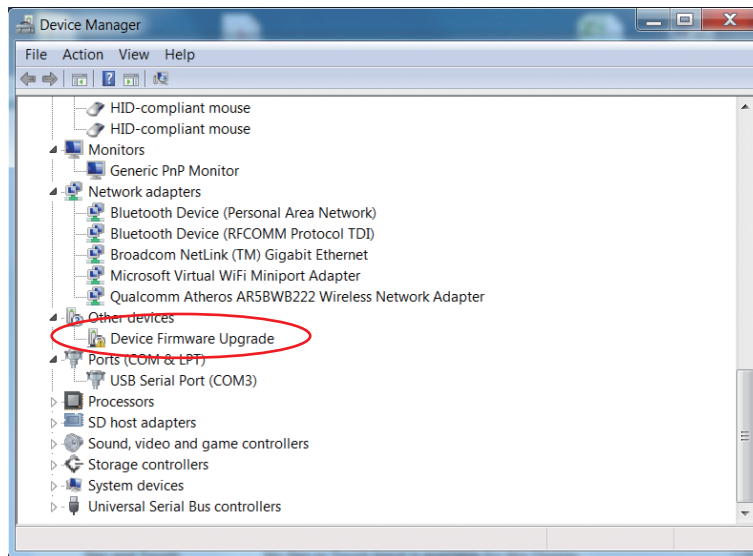 Device Manager
File Action View Help
HID-compliant mouse
HID-compliant mouse
Monitors
Generic PnP Monitor
Network adapters
Bluetooth Device (Personal Area Network)
Bluetooth Device (RFCOMM Protocol TDI)
Broadcom NetLink (TM) Gigabit Ethernet
Microsoft Virtual WiFi Miniport Adapter
Qualcomm Atheros AR5BWB222 Wireless Network Adapter
Other devices
Device Firmware Upgrade
Ports (COM & LPT)
USB Serial Port (COM3)
Processors
SD host adapters
Sound, video and game controllers
Storage controllers
System devices
Universal Serial Bus controllers